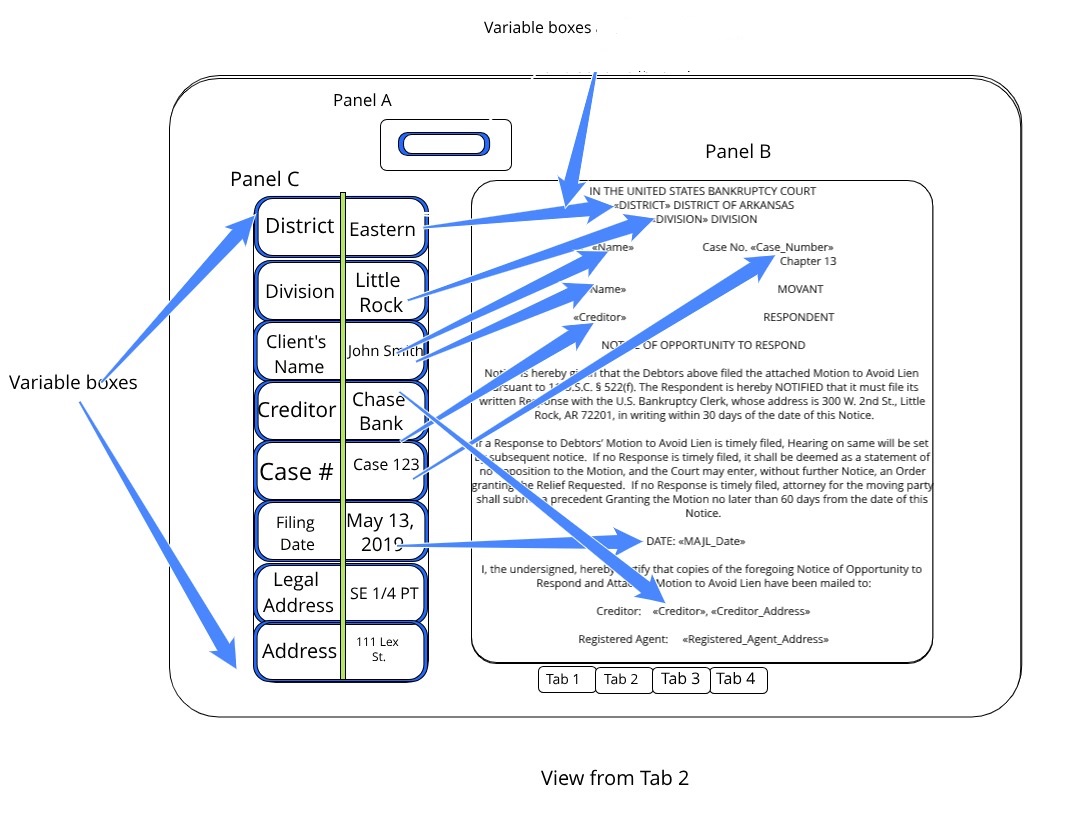 Variable boxes
Panel A
Panel B
Panel C
District
Eastern
Division
Little
Rock
Client's
Name
John Smith
Creditor
Chase
Bank
Case #
Case 123
Filing
Date
May 13,
2019
Legal
Address
SE 1/4 PT
Address
111 Lex
St.
Variable boxes
IN THE UNITED STATES BANKRUPTCY COURT
«DISTRICT» DISTRICT OF ARKANSAS
«DIVISION» DIVISION
«Name» Case No. «Case_Number»
Chapter 13
Name» MOVANT
«Creditor» RESPONDENT
OF OPPORTUNITY TO RESPOND
is hereby that the Debtors above filed the attached Motion to Avoid Lien
§ 522(f). The Respondent is hereby NOTIFIED that it must file its
written with the U.S. Bankruptcy Clerk, whose address is 300 W. 2nd St., Little
Rock, AR 72201, in writing within 30 days of the date of this Notice.
a Response to Debtors' Motion to Avoid Lien is timely filed, Hearing on same will be set
subsequent notice. If no Response is timely filed, it shall be deemed as a statement of
no opposition to the Motion, and the Court may enter, without further Notice, an Order
granting the Relief Requested. If no Response is timely filed, attorney for the moving party
shall a precedent Granting the Motion no later than 60 days from the date of this
Notice.
DATE: «MAJL_Date»
I, the undersigned, hereby that copies of the foregoing Notice of Opportunity to
Respond and Motion to Avoid Lien have been mailed to:
Creditor: «Creditor», «Creditor_Address»
Registered Agent: «Registered_Agent_Address»
Tab 1 Tab 2 Tab 3 Tab 4
View from Tab 2